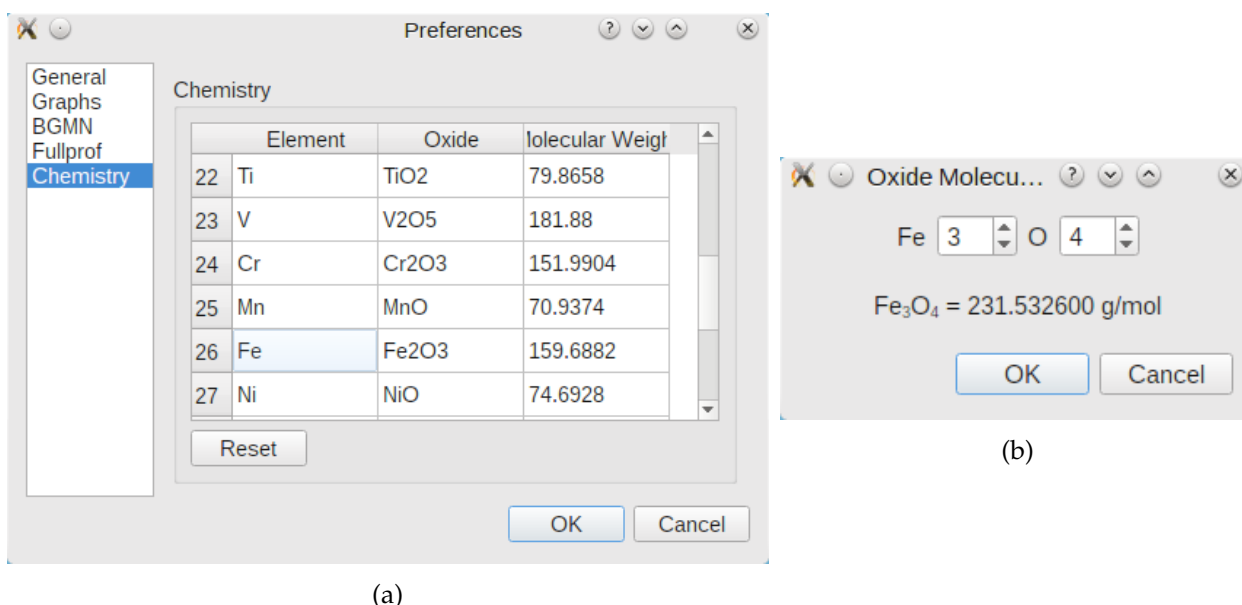 Preferences
General
Graphs
BGMN
Fullprof
Chemistry
Chemistry
Element Oxide Molecular Weigh
22 Ti TiO2 79.8658
23 V V2O5 181.88
24 Cr Cr2O3 151.9904
25 Mn MnO 70.9374
26 Fe Fe2O3 159.6882
27 Ni NiO 74.6928
Reset
OK Cancel
(a)
Oxide Molecu...
Fe 3 O 4
Fe₃O₄ = 231.532600 g/mol
OK Cancel
(b)